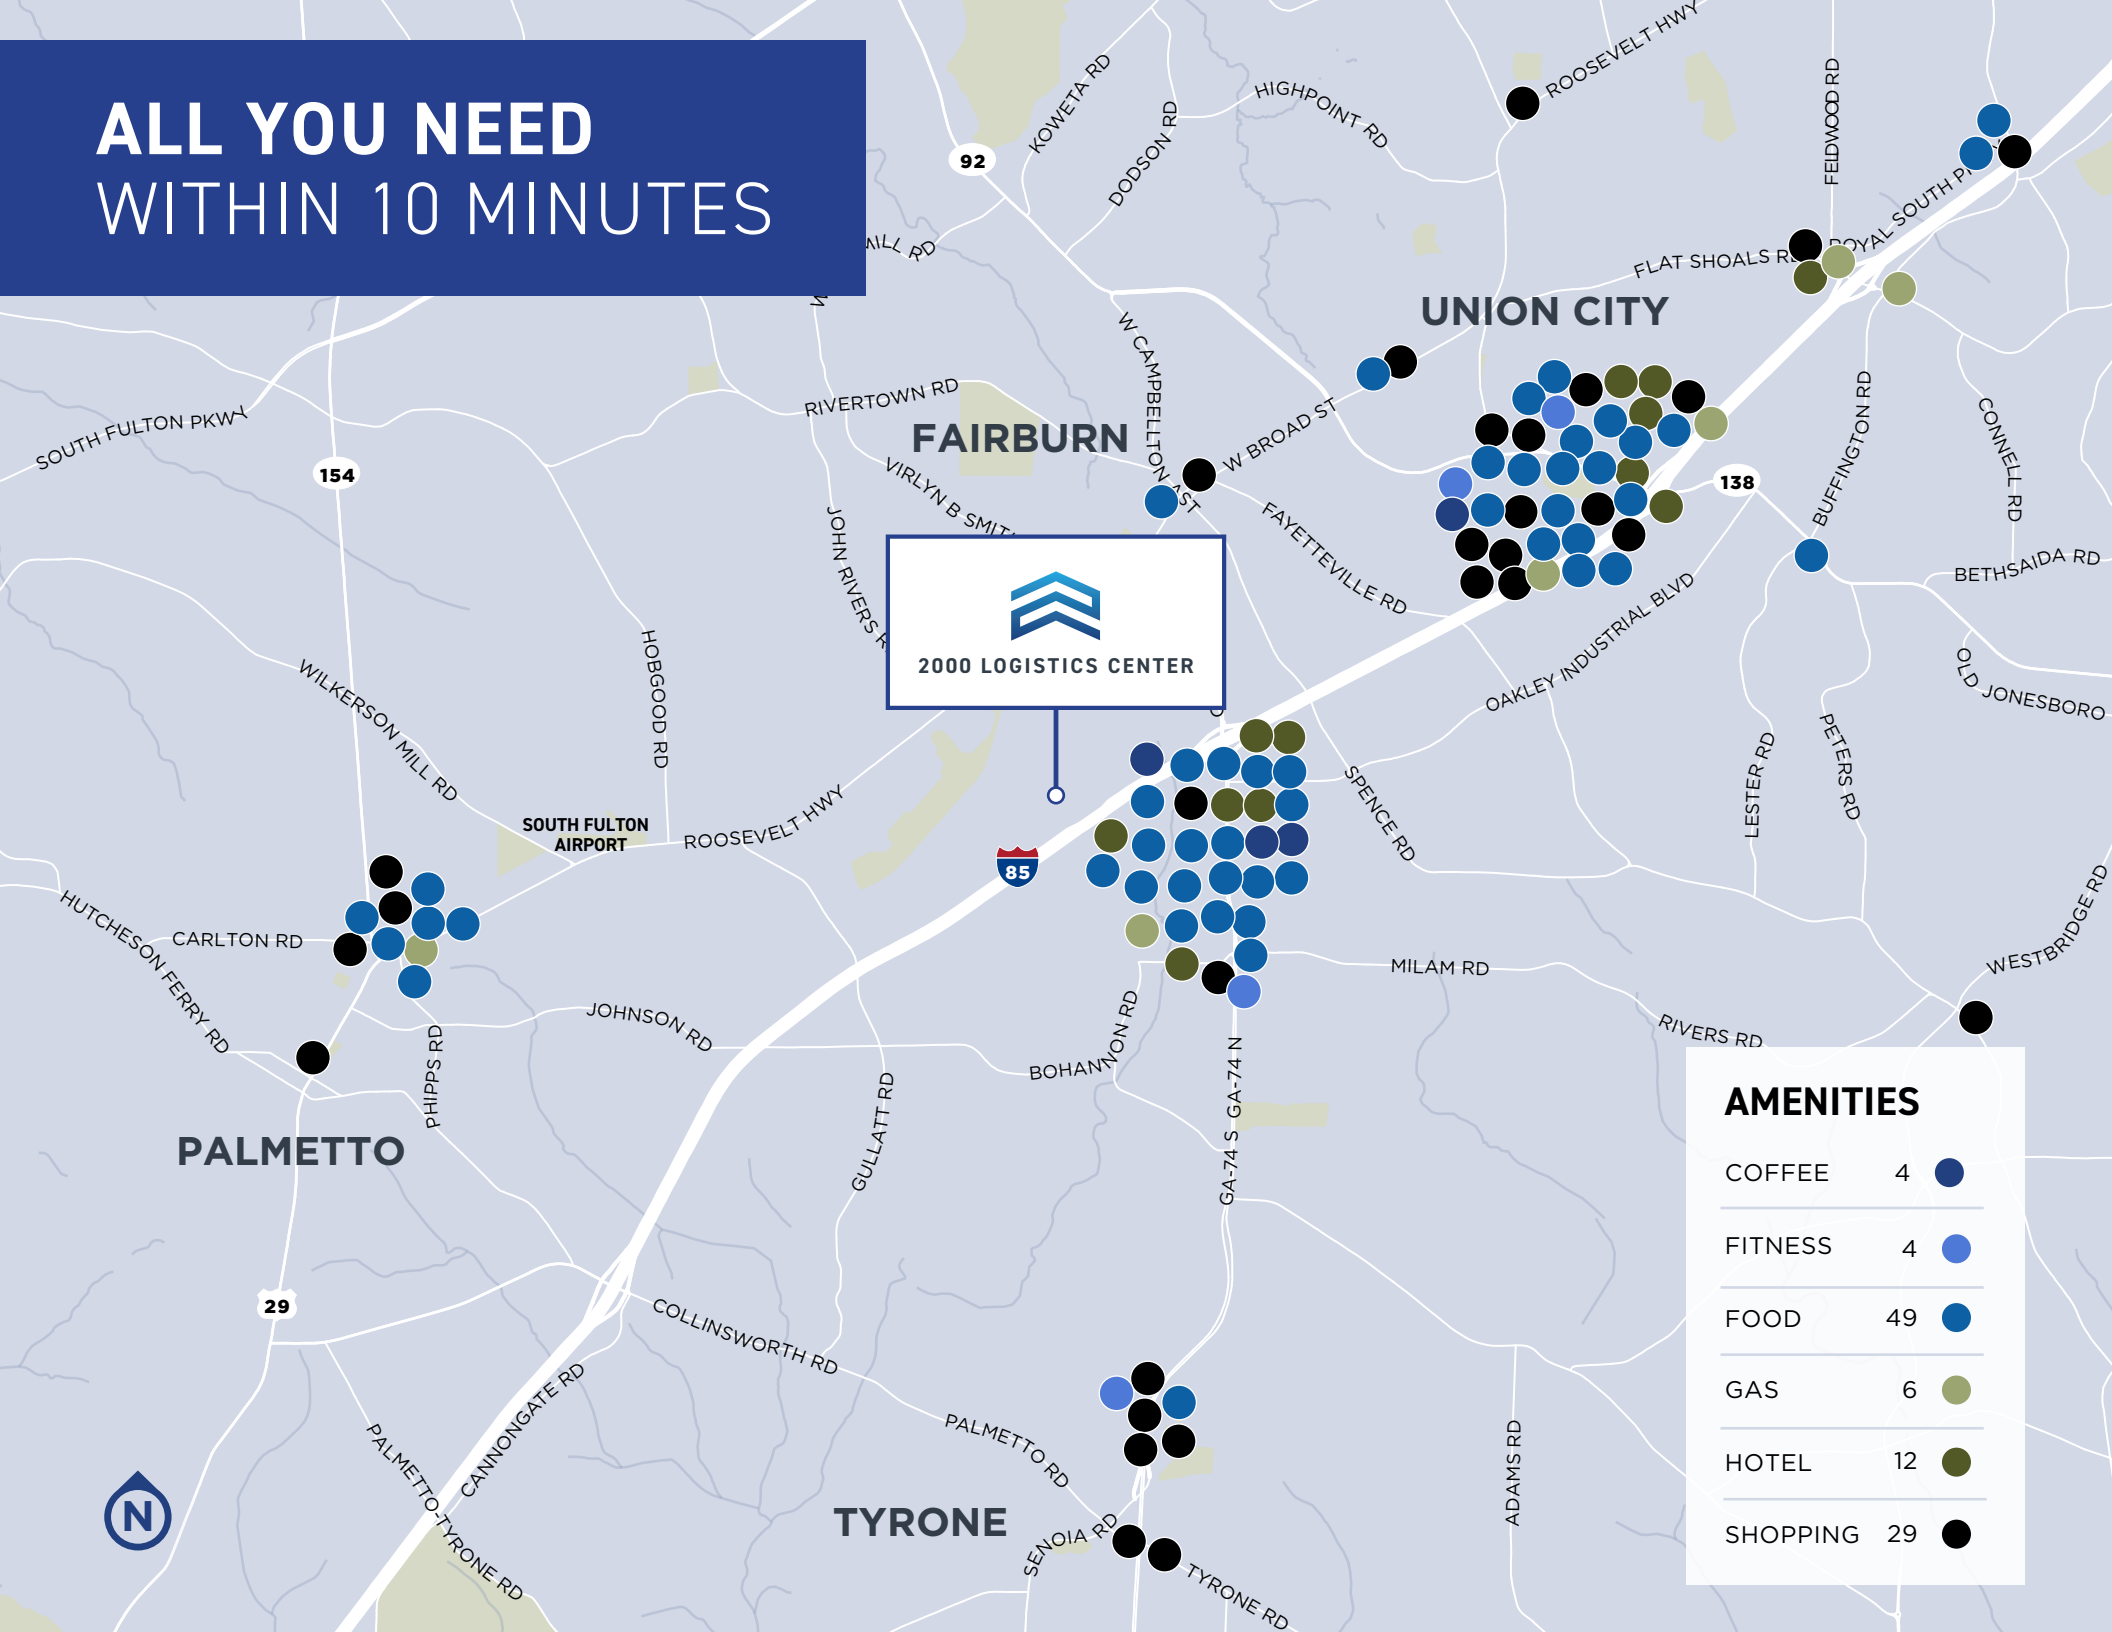 ALL YOU NEED
WITHIN 10 MINUTES
92
KOWETA RD
DODSON RD
HIGHPOINT RD
ROOSEVELT HWY
FELDWOOD RD
ROYAL SOUTH
MILL RD
FLAT SHOALS RD
UNION CITY
W CAMPBELLTON
RIVERTOWN RD
FAIRBURN
W BROAD ST
SOUTH FULTON PKWY
154
VIRLYN B SMITH
AST
138
BUFFINGTON RD
CONNELL RD
JOHN RIVERS R
FAYETTEVILLE RD
BETHSAIDA RD
2000 LOGISTICS CENTER
OAKLEY INDUSTRIAL BLVD
OLD JONESBORO
WILKERSON MILL RD
HOBGOOD RD
PETERS RD
LESTER RD
SPENCE RD
SOUTH FULTON
AIRPORT
ROOSEVELT HWY
85
HUTCHESON FERRY RD
CARLTON RD
MILAM RD
WESTBRIDGE RD
JOHNSON RD
BOHANNON RD
RIVERS RD
PHIPPS RD
GULLATT RD
GA-74 N
GA-74 S
PALMETTO
29
COLLINSWORTH RD
CANNONGATE RD
PALMETTO-TYRONE RD
PALMETTO RD
ADAMS RD
TYRONE
SENOIA RD
TYRONE RD
N
AMENITIES
COFFEE 4
FITNESS 4
FOOD 49
GAS 6
HOTEL 12
SHOPPING 29